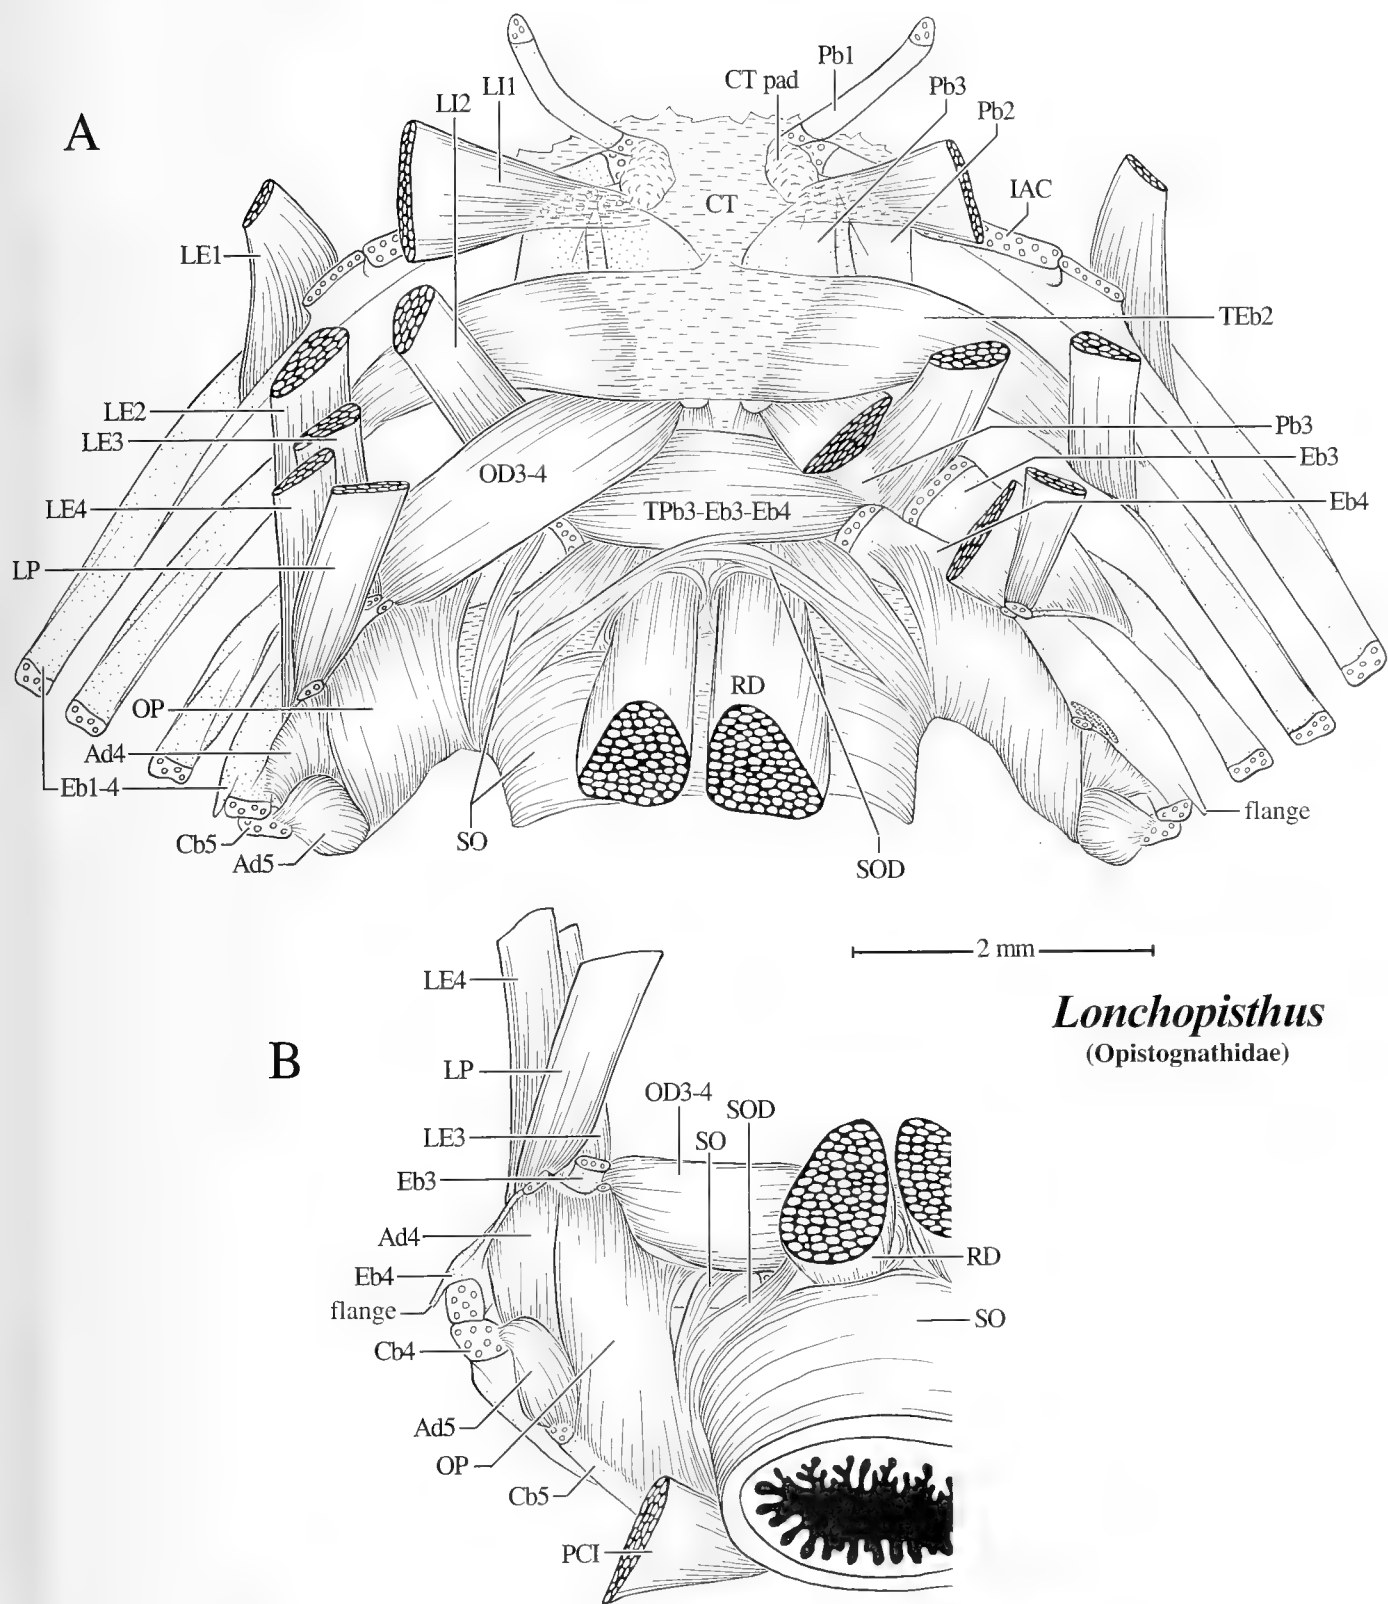 A
LI2
LI1
CT pad
Pb1
Pb3
Pb2
CT
IAC
LE1
TEb2
LE2
LE3
Pb3
Eb3
OD3-4
LE4
TPb3-Eb3-Eb4
Eb4
LP
OP
RD
Ad4
Eb1-4
flange
Cb5
Ad5
SO
SOD
LE4
2 mm
Lonchopisthus
(Opistognathidae)
B
LP
OD3-4
SOD
LE3
SO
Eb3
Ad4
RD
Eb4
flange
SO
Cb4
Ad5
OP
Cb5
PCI